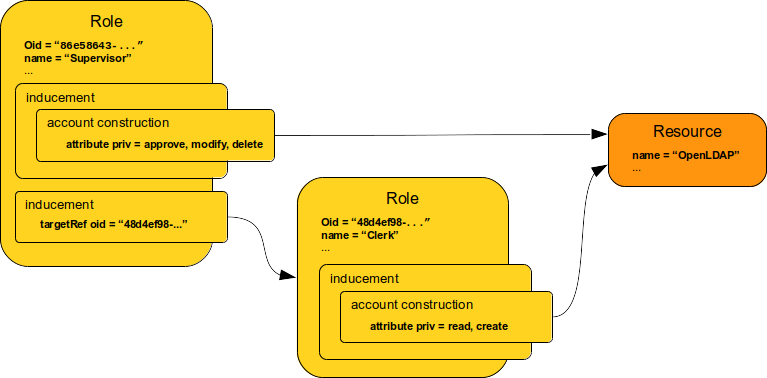 Role
Oid = “86e58643-...”
name = “Supervisor”
...
inducement
account construction
attribute priv = approve, modify, delete
inducement
targetRef oid = “48d4ef98-...”
Role
Oid = “48d4ef98-...”
name = “Clerk”
...
inducement
account construction
attribute priv = read, create
Resource
name = “OpenLDAP”
...